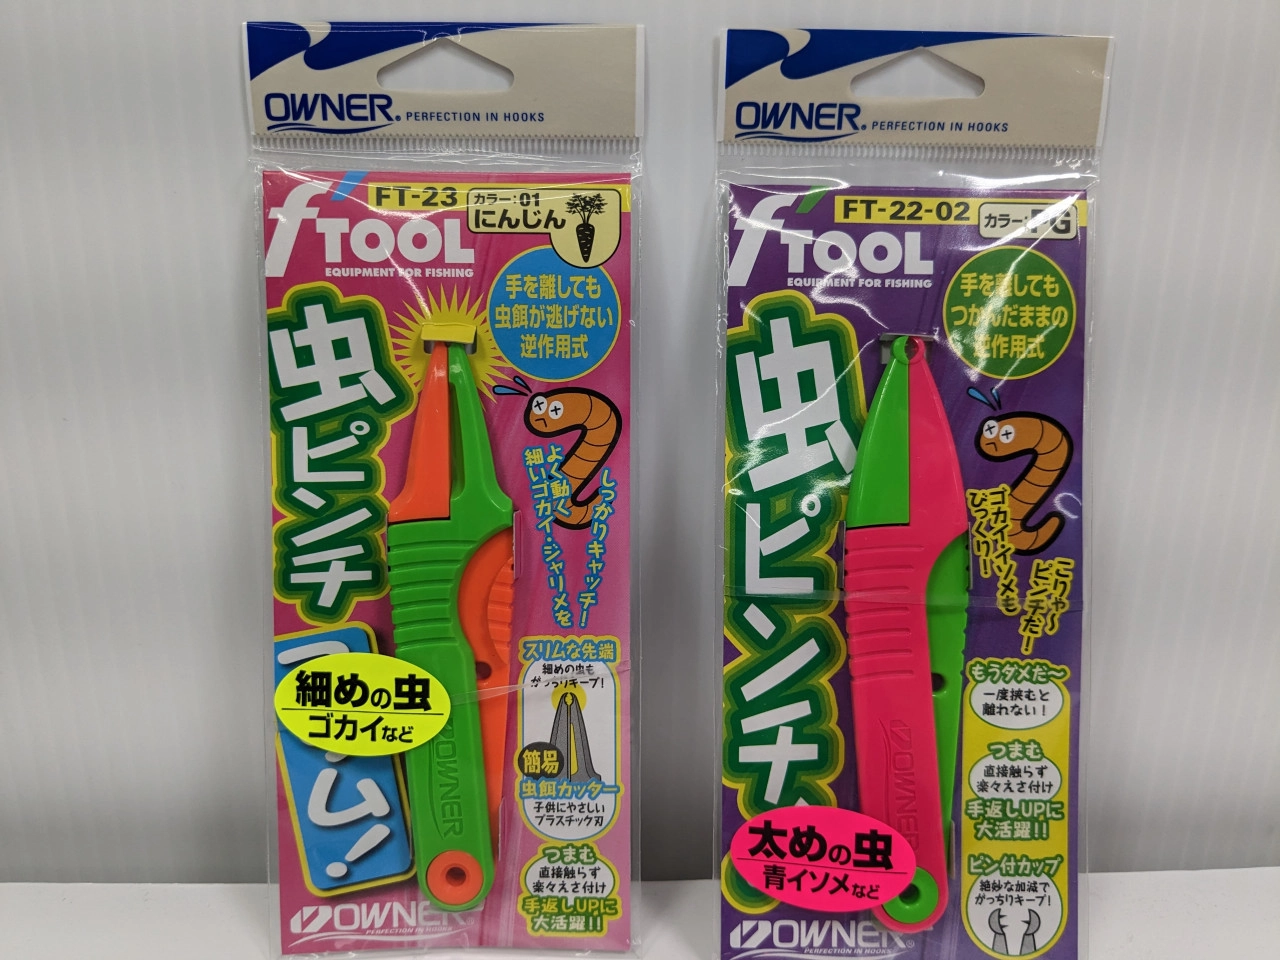 OWNER®
PERFECTION IN HOOKS
f'TOOL
EQUIPMENT FOR FISHING
FT-23
カラー:01
にんじん
手を離しても
虫餌が逃げない
逆作用式
虫ピンチ
しっかりキャッチ!
よく動く
細いゴカイ・ジャリメを
スリムな先端
細めの虫も
がっちりキープ!
簡易
虫餌カッター
子供にやさしい
プラスチック刃
つまむ
直接触らず
楽々えさ付け
手返しUPに
大活躍!!
細めの虫
ゴカイなど
ム!
OWNER
OWNER
PERFECTION IN HOOKS
OWNER®
PERFECTION IN HOOKS
f'TOOL
EQUIPMENT FOR FISHING
FT-22-02
カラー:PG
手を離しても
つかんだままの
逆作用式
虫ピンチ
ゴカイ・イソメも
びっくり!
こりゃ〜
ピンチだー
もうダメだ〜
一度挟むと
離れない!
つまむ
直接触らず
楽々えさ付け
手返しUPに
大活躍!!
ピン付カップ
絶妙な加減で
がっちりキープ!
太めの虫
青イソメなど
OWNER
OWNER®
PERFECTION IN HOOKS